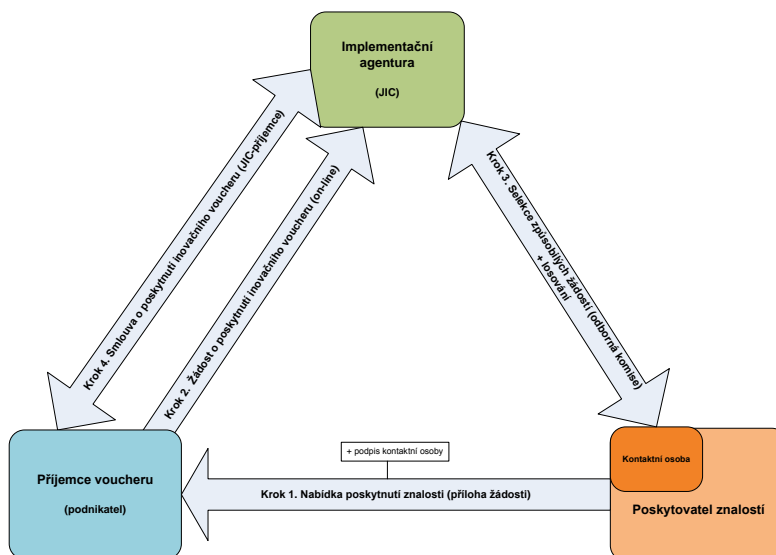 Implementační
agentura
(JIC)
Krok 4. Smlouva o poskytnutí inovačního voucheru (JIC-příjemce)
Krok 2. Žádost o poskytnutí inovačního voucheru (on-line)
Krok 3. Selekce způsobilých žádostí (odborná komise)
+ losování
+ podpis kontaktní osoby
Příjemce voucheru
(podnikatel)
Krok 1. Nabídka poskytnutí znalosti (příloha žádosti)
Kontaktní osoba
Poskytovatel znalostí